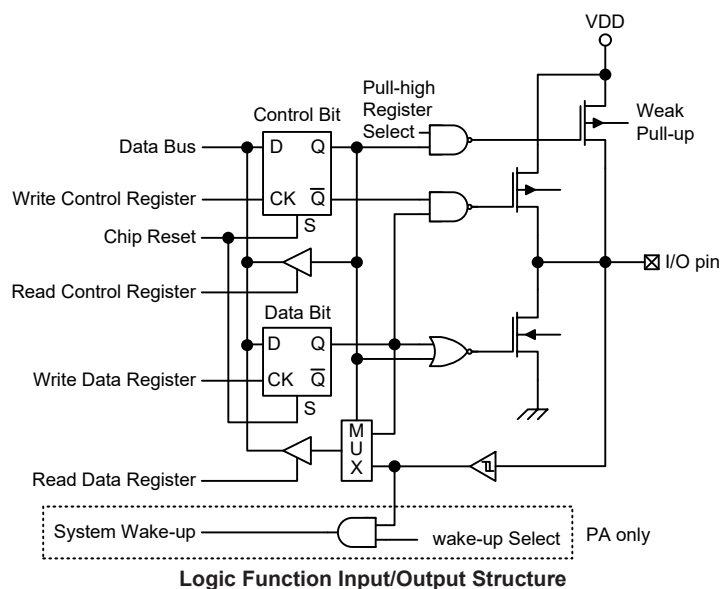 VDD
Pull-high
Register
Select
Weak
Pull-up
Control Bit
Data Bus
D
Q
Write Control Register
CK
Q
Chip Reset
S
I/O pin
Read Control Register
Data Bit
D
Q
Write Data Register
CK
Q
S
M
U
X
Read Data Register
System Wake-up
wake-up Select
PA only
Logic Function Input/Output Structure